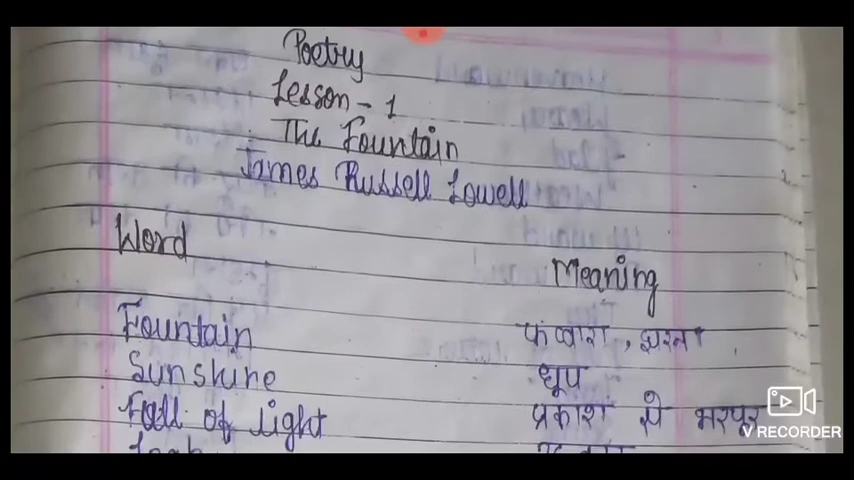 Poetry
Lesson - 1
The Fountain
James Russell Lowell
Word Meaning
Fountain फव्वारा , झरना
Sunshine धूप
Full of light प्रकाश से भरपूर
V RECORDER